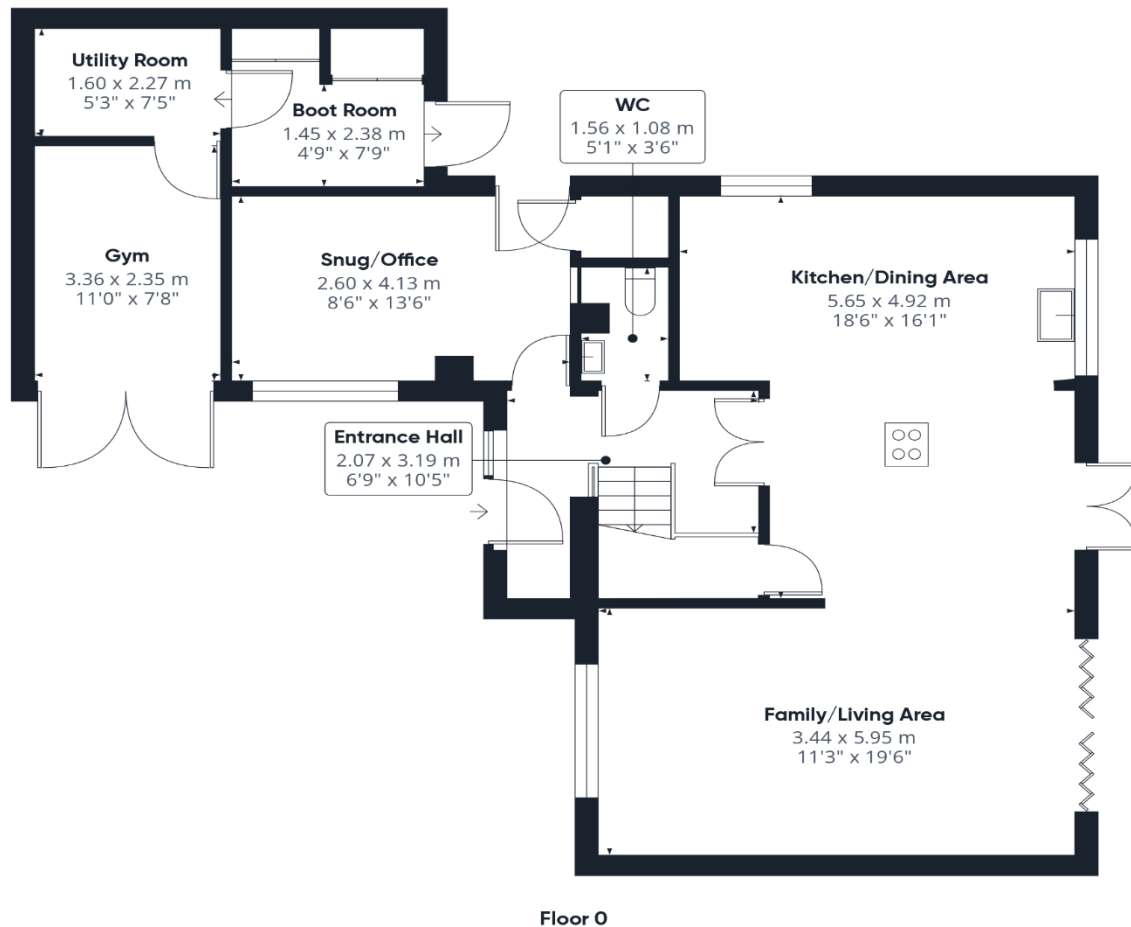 Utility Room
1.60 x 2.27 m
5'3" x 7'5"
Boot Room
1.45 x 2.38 m
4'9" x 7'9"
WC
1.56 x 1.08 m
5'1" x 3'6"
Gym
3.36 x 2.35 m
11'0" x 7'8"
Snug/Office
2.60 x 4.13 m
8'6" x 13'6"
Kitchen/Dining Area
5.65 x 4.92 m
18'6" x 16'1"
Entrance Hall
2.07 x 3.19 m
6'9" x 10'5"
Family/Living Area
3.44 x 5.95 m
11'3" x 19'6"
Floor 0